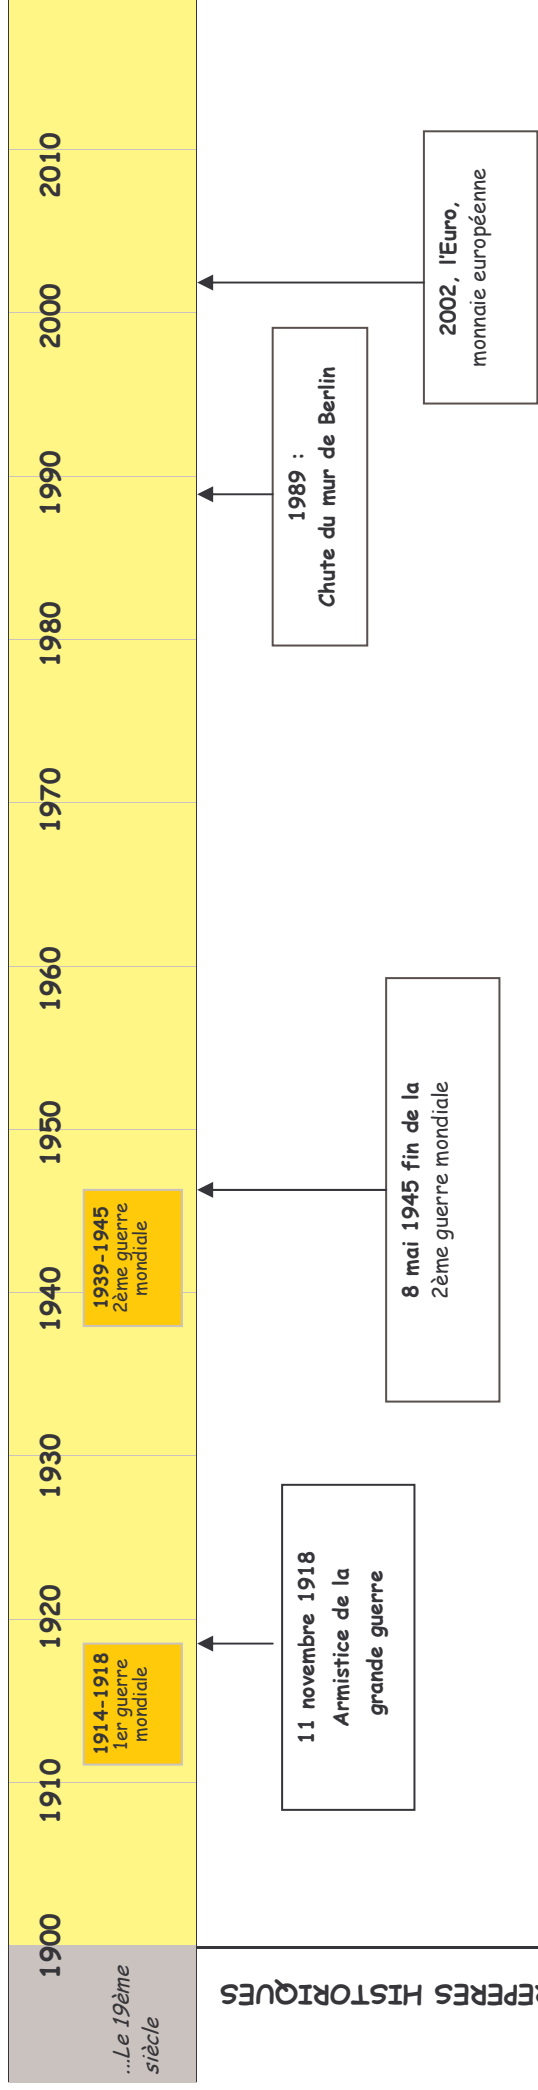 ...Le 19ème
siècle
1900
1910
1920
1930
1940
1950
1960
1970
1980
1990
2000
2010
1914-1918
1er guerre
mondiale
1939-1945
2ème guerre
mondiale
11 novembre 1918
Armistice de la
grande guerre
8 mai 1945 fin de la
2ème guerre mondiale
1989 :
Chute du mur de Berlin
2002, l'Euro,
monnaie européenne
EPERES HISTORIQUES